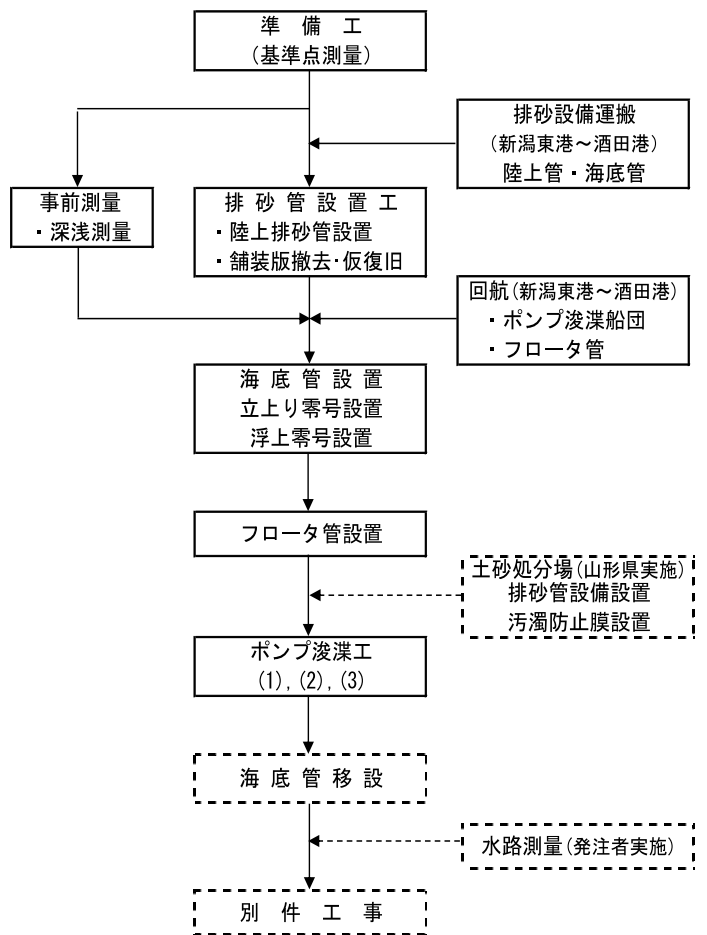 準　備　工
(基準点測量)
排砂設備運搬
(新潟東港～酒田港)
陸上管・海底管
事前測量
・深浅測量
排 砂 管 設 置 工
・陸上排砂管設置
・舗装版撤去・仮復旧
回航(新潟東港～酒田港)
・ポンプ浚渫船団
・フロータ管
海 底 管 設 置
立上り零号設置
浮上零号設置
フロータ管設置
土砂処分場(山形県実施)
排砂管設備設置
汚濁防止膜設置
ポンプ浚渫工
(1), (2), (3)
海 底 管 移 設
水路測量(発注者実施)
別 件 工 事